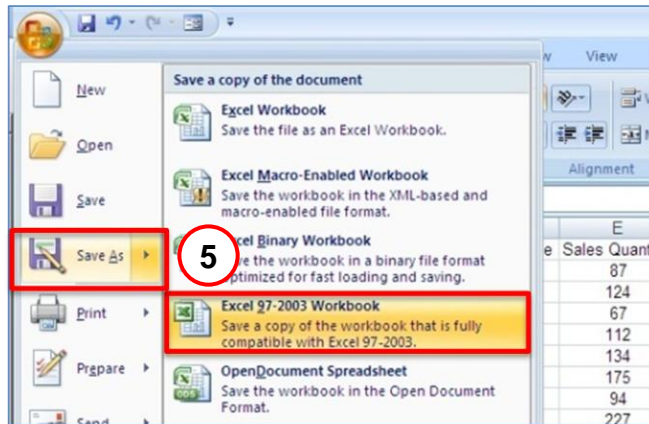 w View
Save a copy of the document
New
Excel Workbook
Save the file as an Excel Workbook.
Open
Alignment
Excel Macro-Enabled Workbook
Save the workbook in the XML-based and
macro-enabled file format.
Save
E
Sales Quant
Save As
5
cel Binary Workbook
e the workbook in a binary file format
optimized for fast loading and saving.
87
124
67
112
134
175
94
227
Print
Excel 97-2003 Workbook
Save a copy of the workbook that is fully
compatible with Excel 97-2003.
Prepare
OpenDocument Spreadsheet
Save the workbook in the Open Document
Format.
ODS
Send